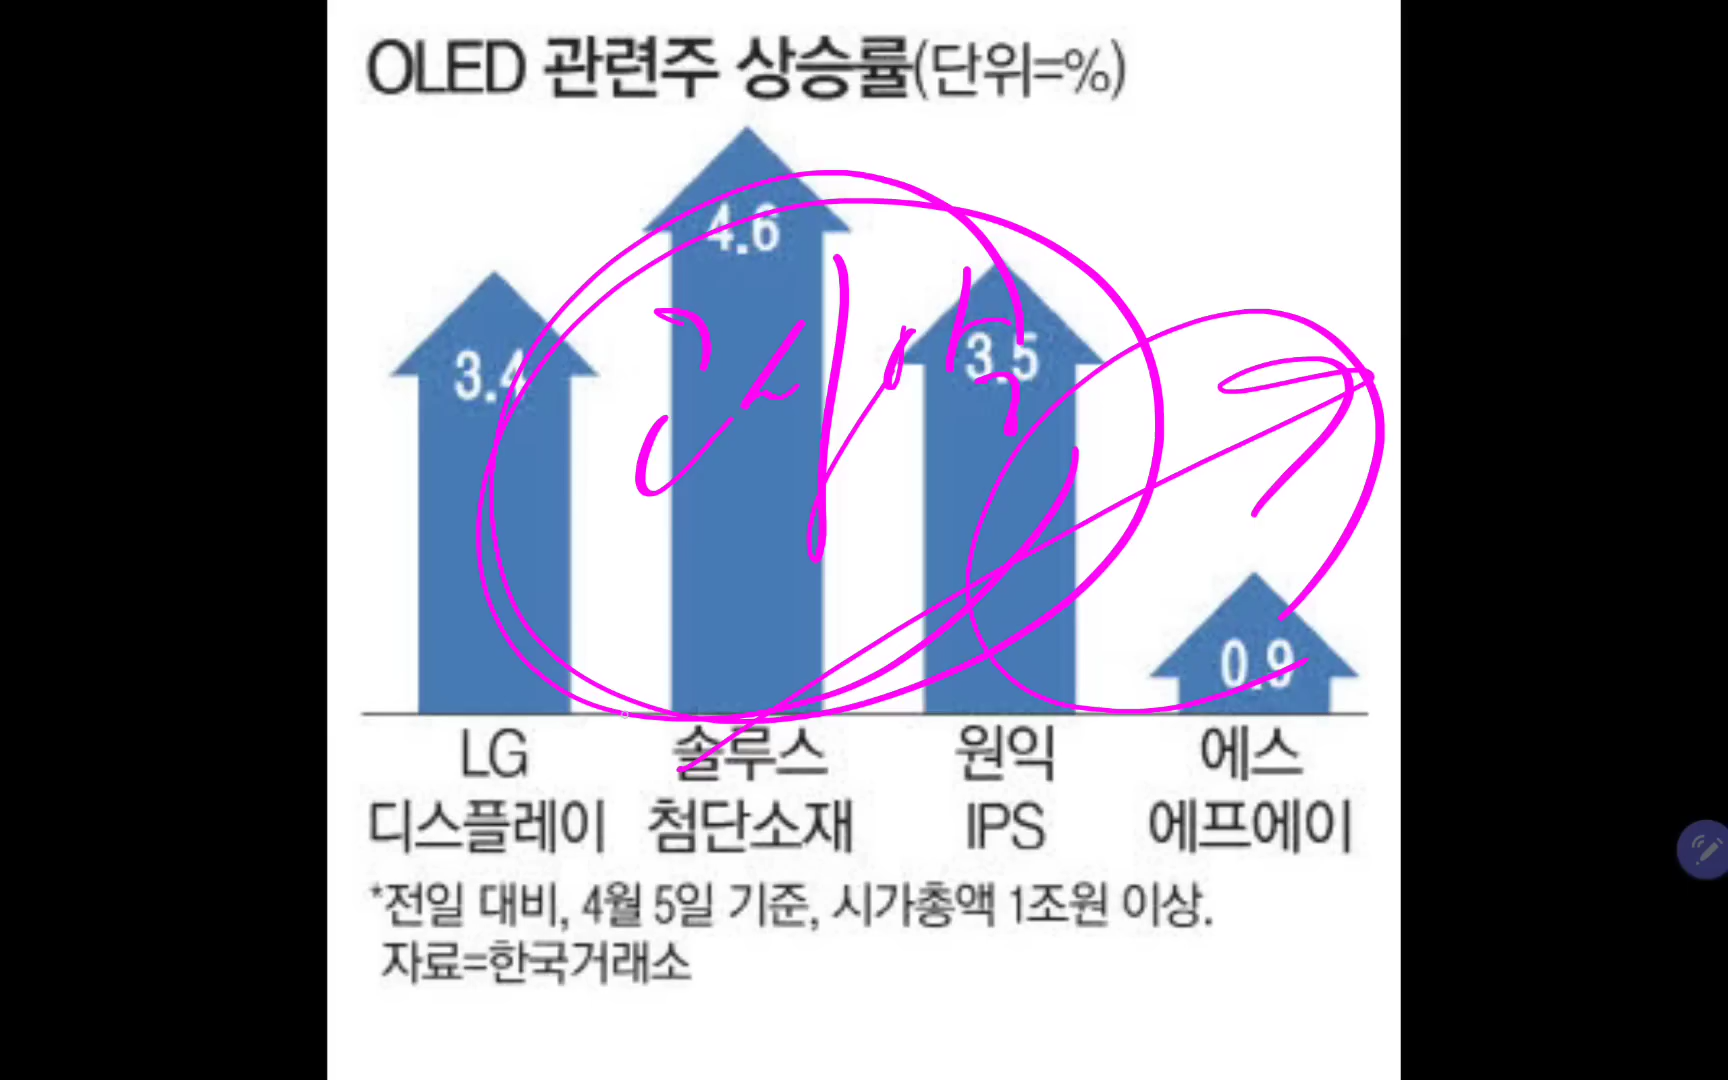 OLED 관련주 상승률(단위=%)
3.4
4.6
3.5
0.9
LG
디스플레이
솔루스
첨단소재
원익
IPS
에스
에프에이
*전일 대비, 4월 5일 기준, 시가총액 1조원 이상.
자료=한국거래소